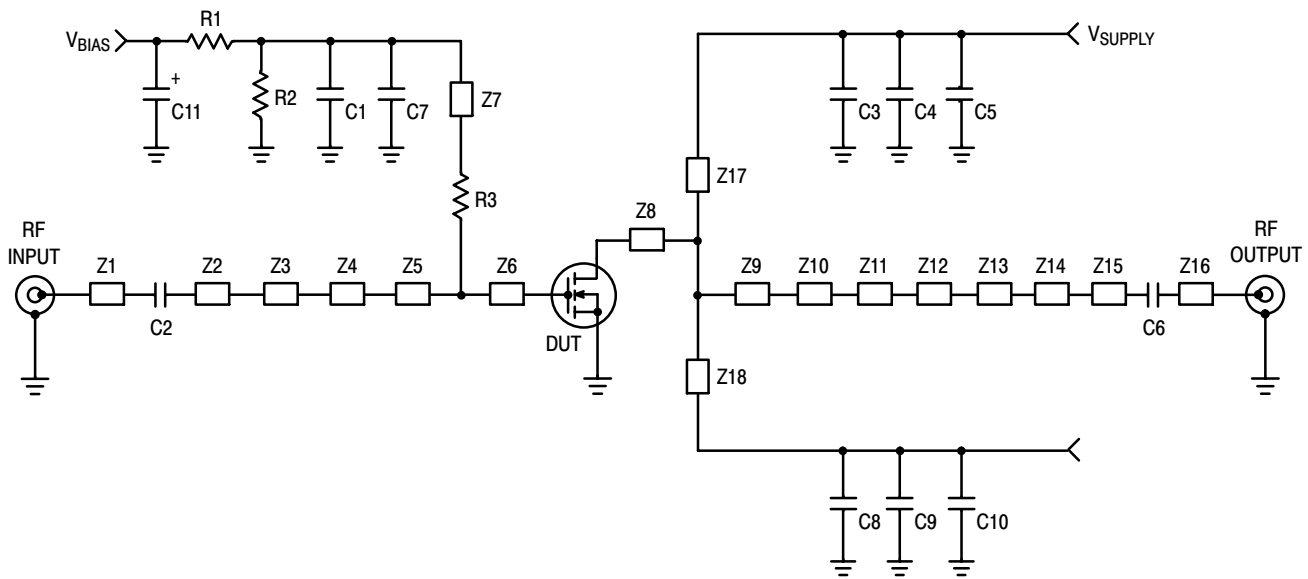 R1
VBIAS
VSUPPLY
+
C11
R2
C1
C7
Z7
C3
C4
C5
Z17
R3
Z8
RF
INPUT
RF
OUTPUT
Z1
Z2
Z3
Z4
Z5
Z6
Z9
Z10
Z11
Z12
Z13
Z14
Z15
Z16
C2
C6
DUT
Z18
C8
C9
C10